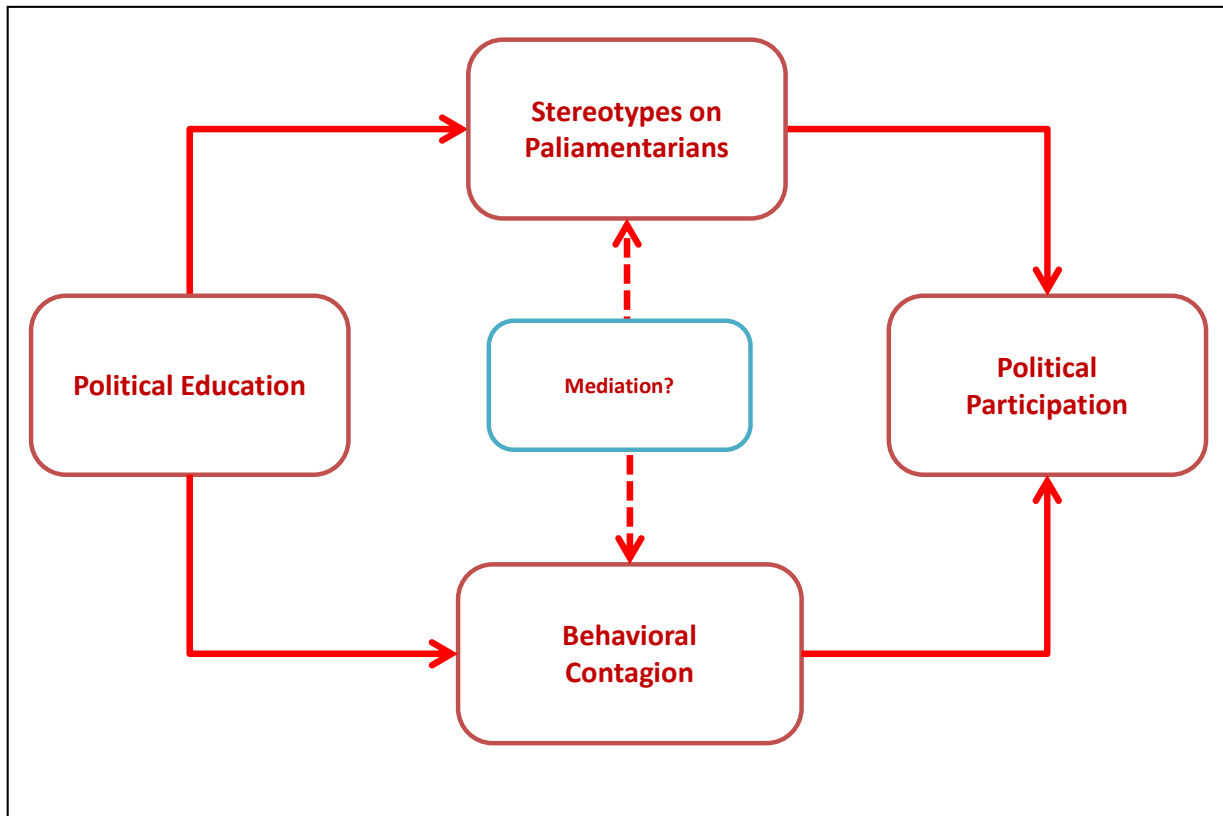 Stereotypes on
Paliamentarians
Political Education
Mediation?
Political
Participation
Behavioral
Contagion